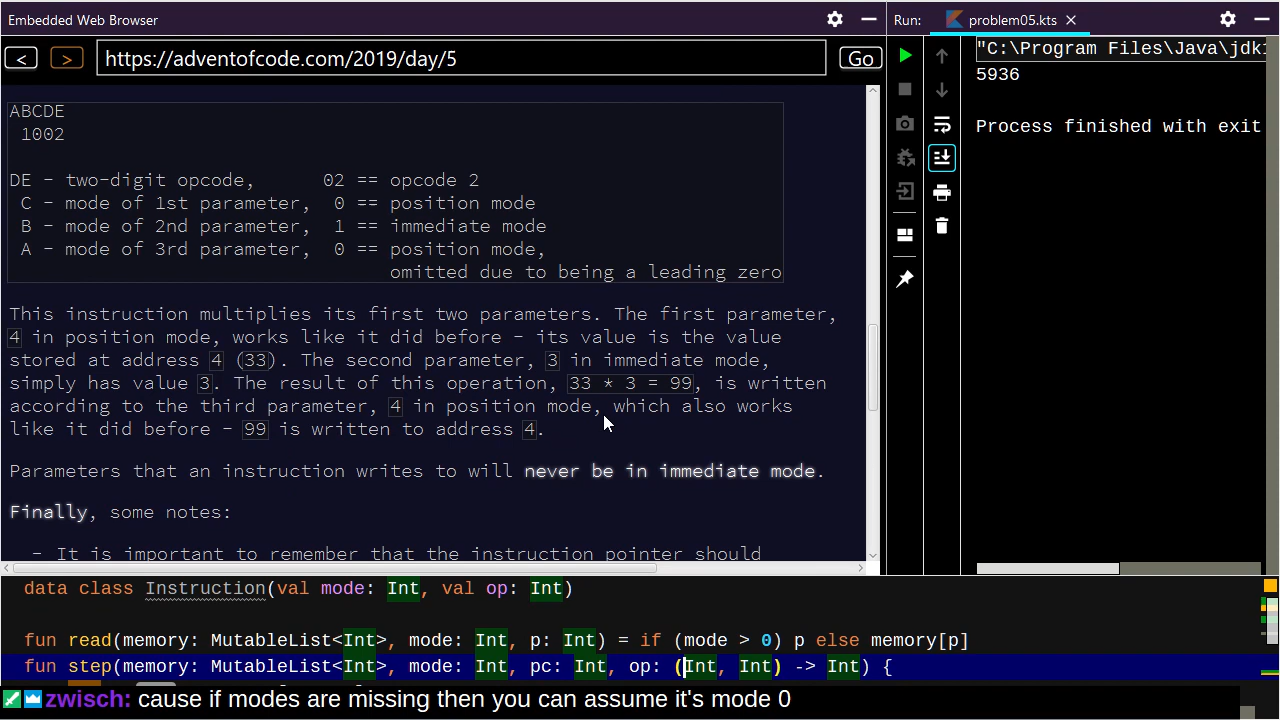 Embedded Web Browser
Run: problem05.kts
< > https://adventofcode.com/2019/day/5 Go
"C:\Program Files\Java\jdk1
5936
Process finished with exit
ABCDE
1002
DE - two-digit opcode, 02 == opcode 2
C - mode of 1st parameter, 0 == position mode
B - mode of 2nd parameter, 1 == immediate mode
A - mode of 3rd parameter, 0 == position mode,
omitted due to being a leading zero
This instruction multiplies its first two parameters. The first parameter,
4 in position mode, works like it did before - its value is the value
stored at address 4 (33). The second parameter, 3 in immediate mode,
simply has value 3. The result of this operation, 33 * 3 = 99, is written
according to the third parameter, 4 in position mode, which also works
like it did before - 99 is written to address 4.
Parameters that an instruction writes to will never be in immediate mode.
Finally, some notes:
- It is important to remember that the instruction pointer should
data class Instruction(val mode: Int, val op: Int)
fun read(memory: MutableList<Int>, mode: Int, p: Int) = if (mode > 0) p else memory[p]
fun step(memory: MutableList<Int>, mode: Int, pc: Int, op: (Int, Int) -> Int) {
zwisch: cause if modes are missing then you can assume it's mode 0